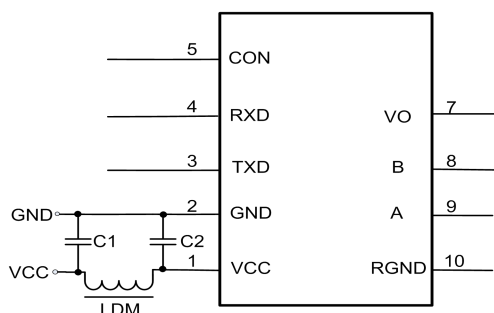 5 CON
4 RXD
VO 7
3 TXD
B 8
GND
2 GND
A 9
C1 C2
VCC
1 VCC
RGND 10
LDM